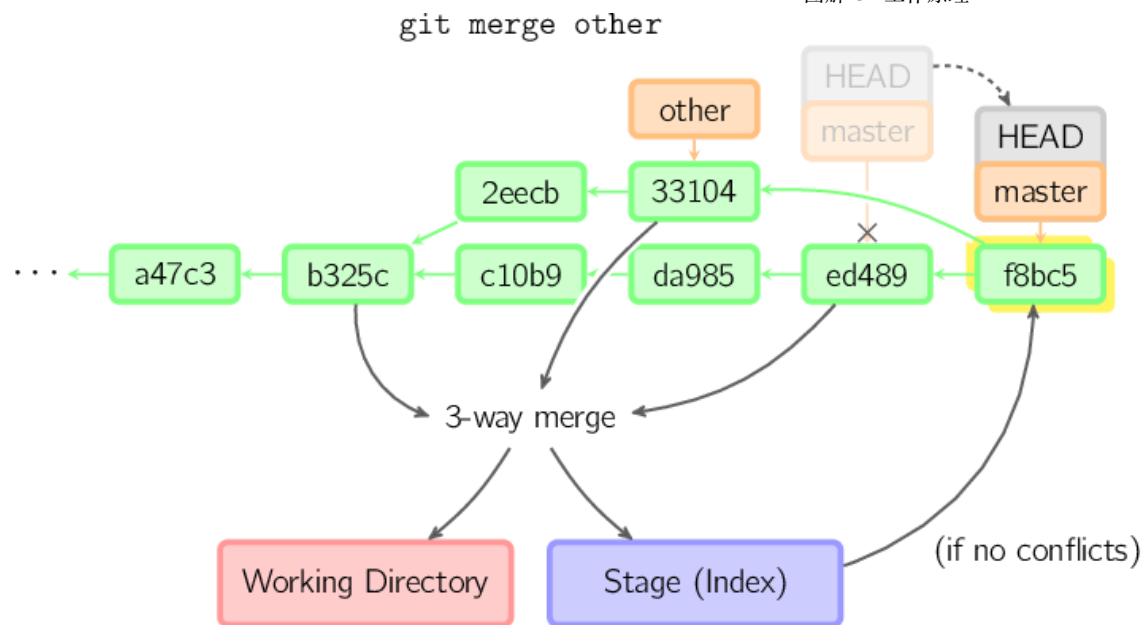 git merge other
HEAD
other
master
HEAD
2eecb
33104
master
... a47c3
b325c
c10b9
da985
ed489
f8bc5
3-way merge
(if no conflicts)
Working Directory
Stage (Index)